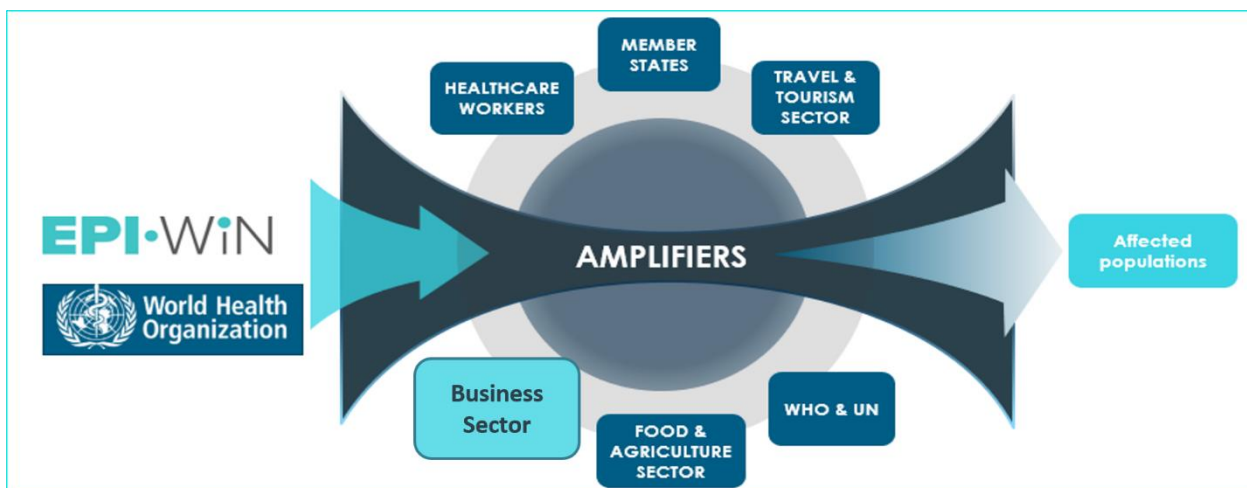 MEMBER
STATES
HEALTHCARE
WORKERS
TRAVEL &
TOURISM
SECTOR
EPI•WiN
World Health
Organization
AMPLIFIERS
Affected
populations
Business
Sector
WHO & UN
FOOD &
AGRICULTURE
SECTOR